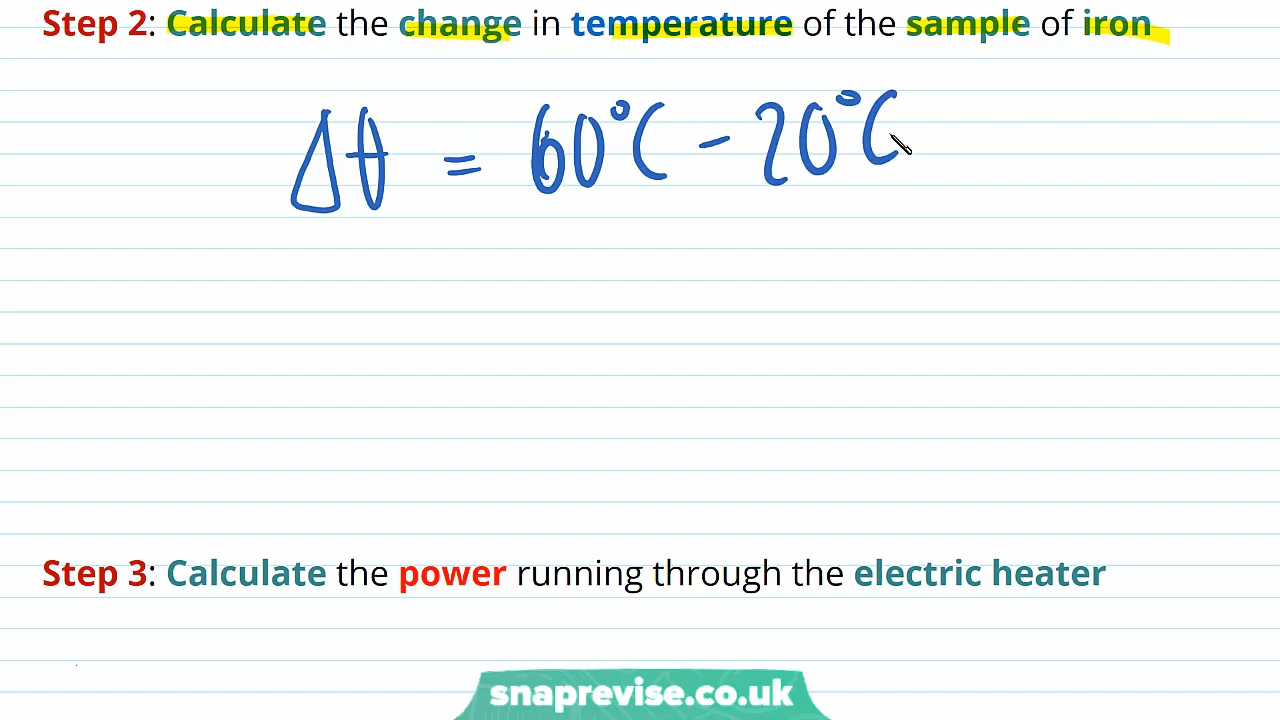 Step 2: Calculate the change in temperature of the sample of iron
Δθ = 60°C - 20°C
Step 3: Calculate the power running through the electric heater
snaprevise.co.uk